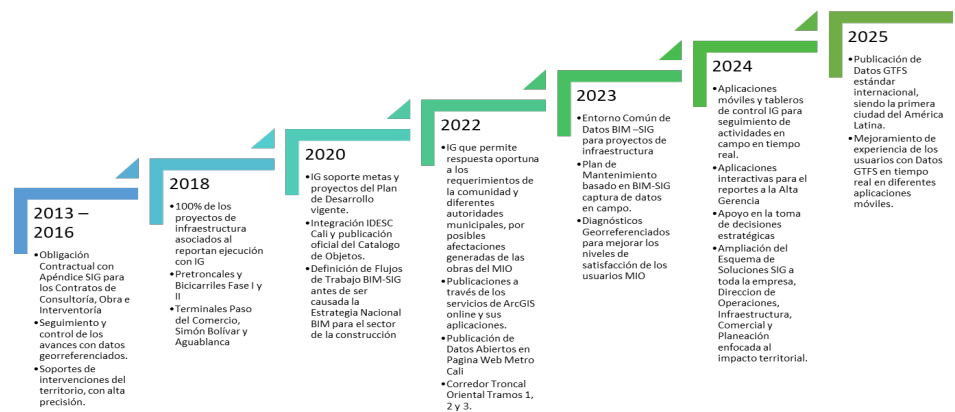 2013 –
2016
•Obligación
Contractual con
Apéndice SIG para
los Contratos de
Consultoría, Obra e
Interventoría
•Seguimiento y
control de los
avances con datos
georreferenciados.
•Soportes de
intervenciones del
territorio, con alta
precisión.
2018
•100% de los
proyectos de
infraestructura
asociados al
reportan ejecución
con IG
•Pretroncales y
Bicicarriles Fase I y
II
•Terminales Paso
del Comercio,
Simón Bolívar y
Aguablanca
2020
•IG soporte metas y
proyectos del Plan
de Desarrollo
vigente.
•Integración IDESC
Cali y publicación
oficial del Catalogo
de Objetos.
•Definición de Flujos
de Trabajo BIM-SIG
antes de ser
causada la
Estrategia Nacional
BIM para el sector
de la construcción
2022
•IG que permite
respuesta oportuna
a los
requerimientos de
la comunidad y
diferentes
autoridades
municipales, por
posibles
afectaciones
generadas de las
obras del MIO
•Publicaciones a
través de los
servicios de ArcGIS
online y sus
aplicaciones.
•Publicación de
Datos Abiertos en
Pagina Web Metro
Cali
•Corredor Troncal
Oriental Tramos 1,
2 y 3.
2023
•Entorno Común de
Datos BIM –SIG
para proyectos de
infraestructura
•Plan de
Mantenimiento
basado en BIM-SIG
captura de datos
en campo.
•Diagnósticos
Georreferenciados
para mejorar los
niveles de
satisfacción de los
usuarios MIO
2024
•Aplicaciones
móviles y tableros
de control IG para
seguimiento de
actividades en
campo en tiempo
real.
•Aplicaciones
interactivas para el
reportes a la Alta
Gerencia
•Apoyo en la toma
de decisiones
estratégicas
•Ampliación del
Esquema de
Soluciones SIG a
toda la empresa,
Direccion de
Operaciones,
Infraestructura,
Comercial y
Planeación
enfocada al
impacto territorial.
2025
•Publicación de
Datos GTFS
estándar
internacional,
siendo la primera
ciudad del América
Latina.
•Mejoramiento de
experiencia de los
usuarios con Datos
GTFS en tiempo
real en diferentes
aplicaciones
móviles.